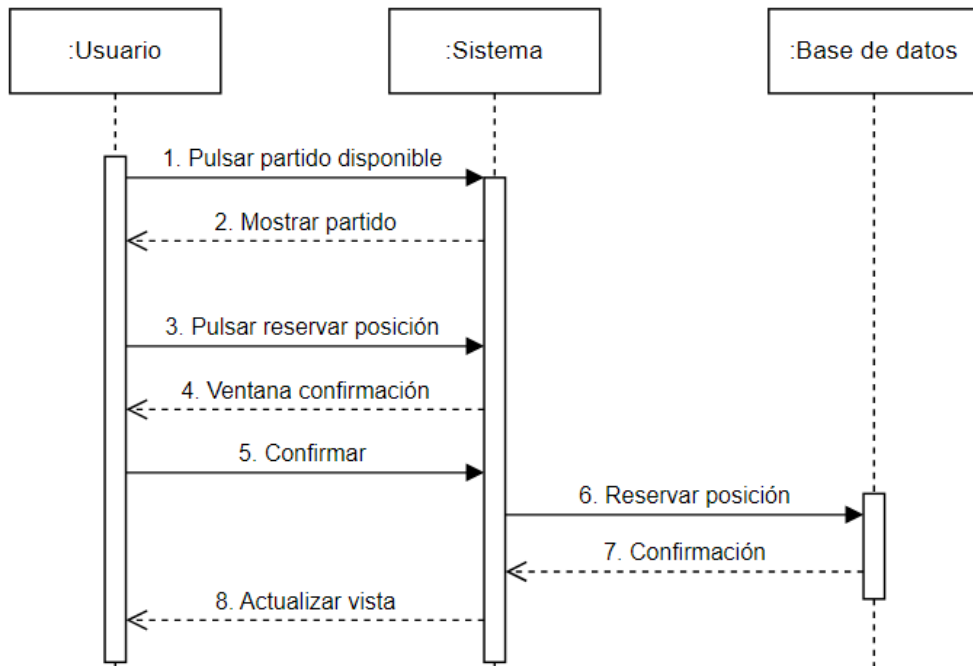 :Usuario
:Sistema
:Base de datos
1. Pulsar partido disponible
2. Mostrar partido
3. Pulsar reservar posición
4. Ventana confirmación
5. Confirmar
6. Reservar posición
7. Confirmación
8. Actualizar vista